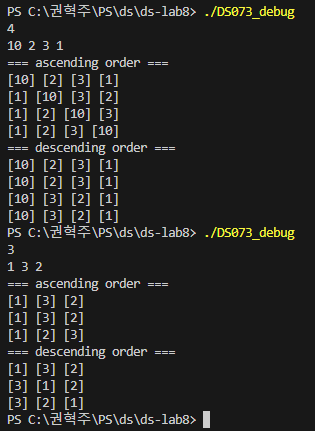 PS C:\권혁주\PS\ds\ds-lab8> ./DS073_debug
4
10 2 3 1
=== ascending order ===
[10] [2] [3] [1]
[1] [10] [3] [2]
[1] [2] [10] [3]
[1] [2] [3] [10]
=== descending order ===
[10] [2] [3] [1]
[10] [2] [3] [1]
[10] [3] [2] [1]
[10] [3] [2] [1]
PS C:\권혁주\PS\ds\ds-lab8> ./DS073_debug
3
1 3 2
=== ascending order ===
[1] [3] [2]
[1] [3] [2]
[1] [2] [3]
=== descending order ===
[1] [3] [2]
[3] [1] [2]
[3] [2] [1]
PS C:\권혁주\PS\ds\ds-lab8>